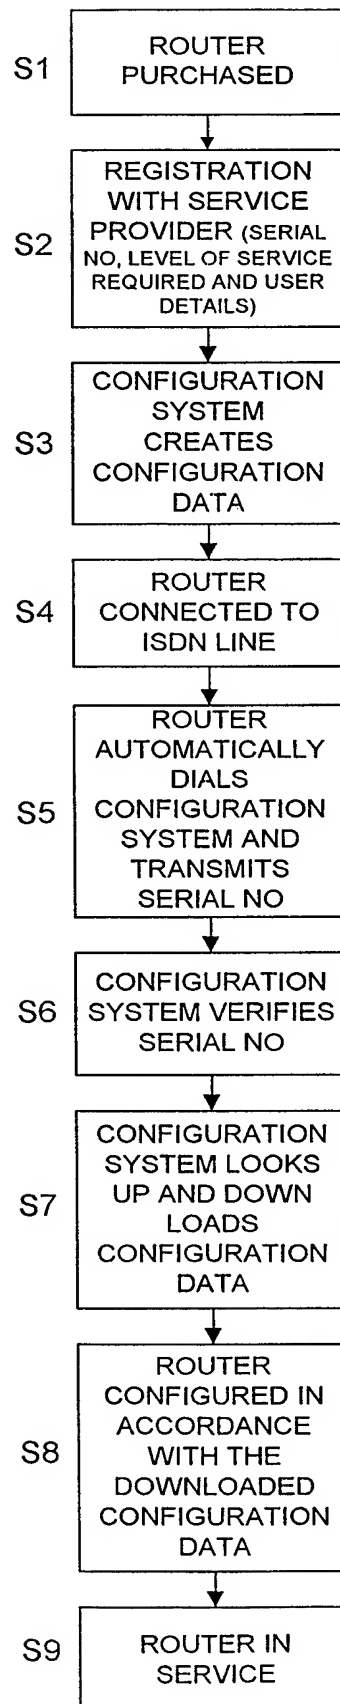 S1
ROUTER
PURCHASED
S2
REGISTRATION
WITH SERVICE
PROVIDER (SERIAL
NO, LEVEL OF SERVICE
REQUIRED AND USER
DETAILS)
S3
CONFIGURATION
SYSTEM
CREATES
CONFIGURATION
DATA
S4
ROUTER
CONNECTED TO
ISDN LINE
S5
ROUTER
AUTOMATICALLY
DIALS
CONFIGURATION
SYSTEM AND
TRANSMITS
SERIAL NO
S6
CONFIGURATION
SYSTEM VERIFIES
SERIAL NO
S7
CONFIGURATION
SYSTEM LOOKS
UP AND DOWN
LOADS
CONFIGURATION
DATA
S8
ROUTER
CONFIGURED IN
ACCORDANCE
WITH THE
DOWNLOADED
CONFIGURATION
DATA
S9
ROUTER IN
SERVICE